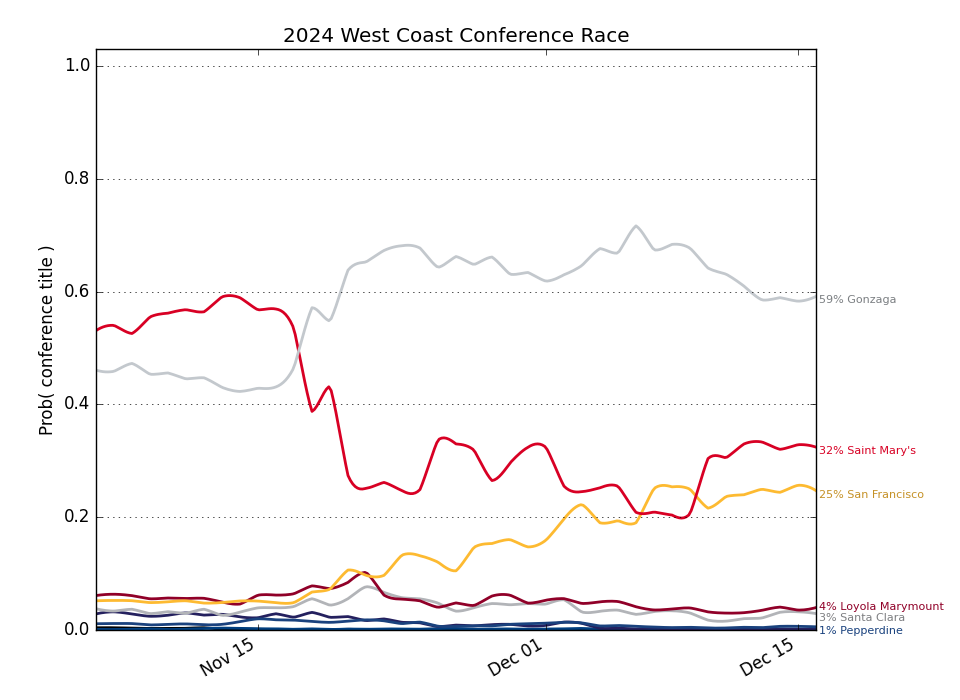 2024 West Coast Conference Race
1.0
0.8
0.6
0.4
0.2
0.0
Prob( conference title )
Nov 15
Dec 01
Dec 15
59% Gonzaga
32% Saint Mary's
25% San Francisco
4% Loyola Marymount
3% Santa Clara
1% Pepperdine